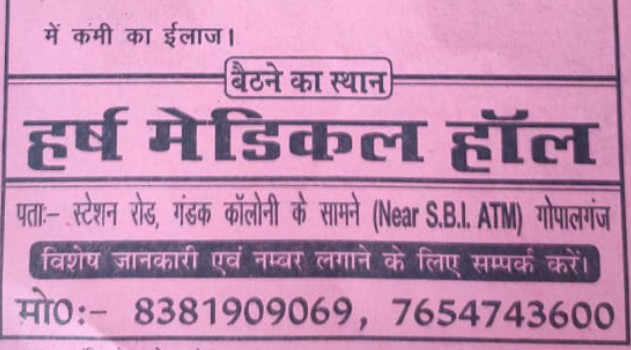 में कमी का ईलाज।
बैठने का स्थान
हर्ष मेडिकल हॉल
पताः- स्टेशन रोड, गंडक कॉलोनी के सामने (Near S.B.I. ATM) गोपालगंज
विशेष जानकारी एवं नम्बर लगाने के लिए सम्पर्क करें।
मो0:- 8381909069, 7654743600